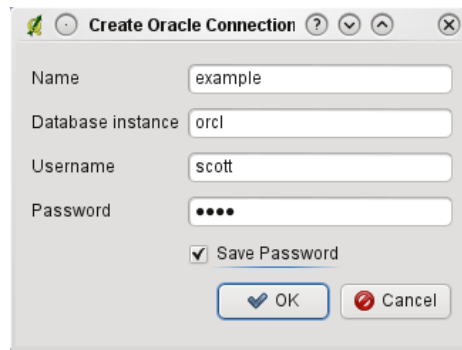 Create Oracle Connection
Name example
Database instance orcl
Username scott
Password ••••
Save Password
OK Cancel